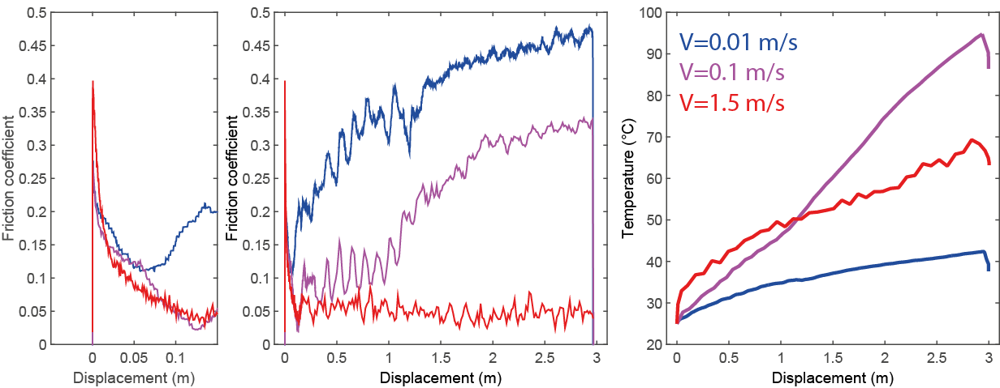 0.5
0.45
0.4
0.35
0.3
0.25
0.2
0.15
0.1
0.05
0
Friction coefficient
0 0.05 0.1
Displacement (m)
0.5
0.45
0.4
0.35
0.3
0.25
0.2
0.15
0.1
0.05
0
Friction coefficient
0 0.5 1 1.5 2 2.5 3
Displacement (m)
100
90
80
70
60
50
40
30
20
Temperature (°C)
V=0.01 m/s
V=0.1 m/s
V=1.5 m/s
0 0.5 1 1.5 2 2.5 3
Displacement (m)